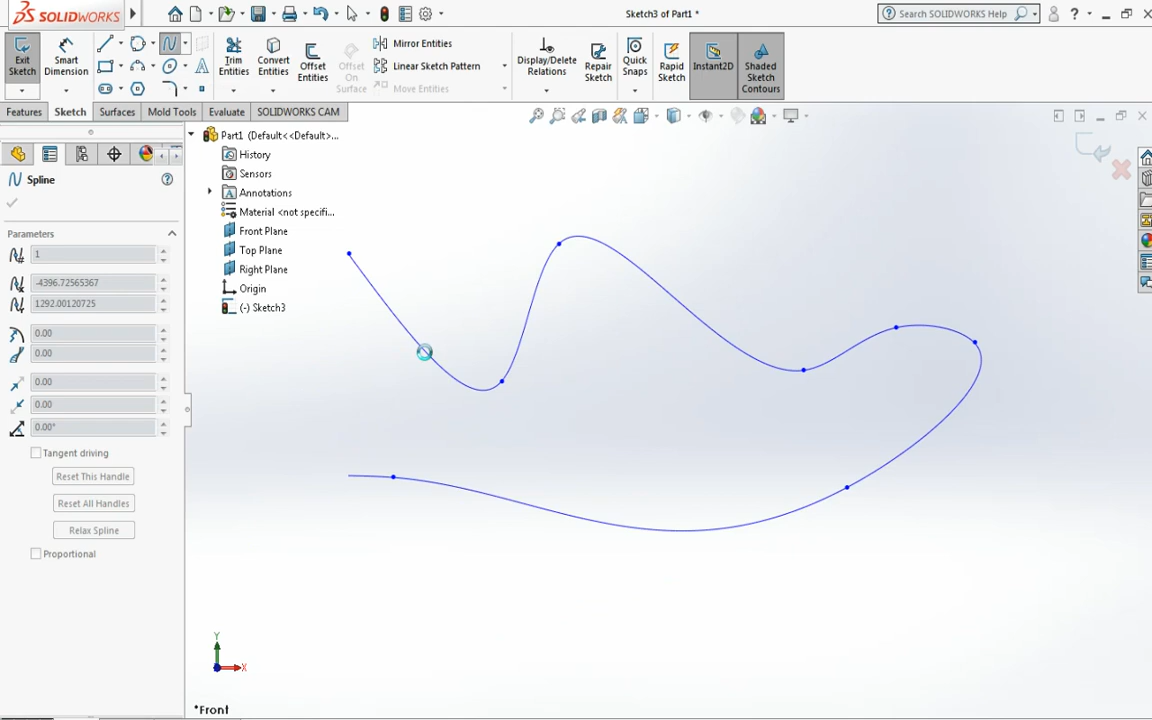 SOLIDWORKS
Sketch3 of Part1 *
Search SOLIDWORKS Help
Exit Sketch
Smart Dimension
Trim Entities
Convert Entities
Offset Entities
Offset On Surface
Mirror Entities
Linear Sketch Pattern
Move Entities
Display/Delete Relations
Repair Sketch
Quick Snaps
Rapid Sketch
Instant2D
Shaded Sketch Contours
Features
Sketch
Surfaces
Mold Tools
Evaluate
SOLIDWORKS CAM
Part1 (Default<<Default>...
History
Sensors
Annotations
Material <not specifi...
Front Plane
Top Plane
Right Plane
Origin
(-) Sketch3
Spline
Parameters
1
-4396.72565367
1292.00120725
0.00
0.00
0.00
0.00
0.00°
Tangent driving
Reset This Handle
Reset All Handles
Relax Spline
Proportional
Y
X
*Front